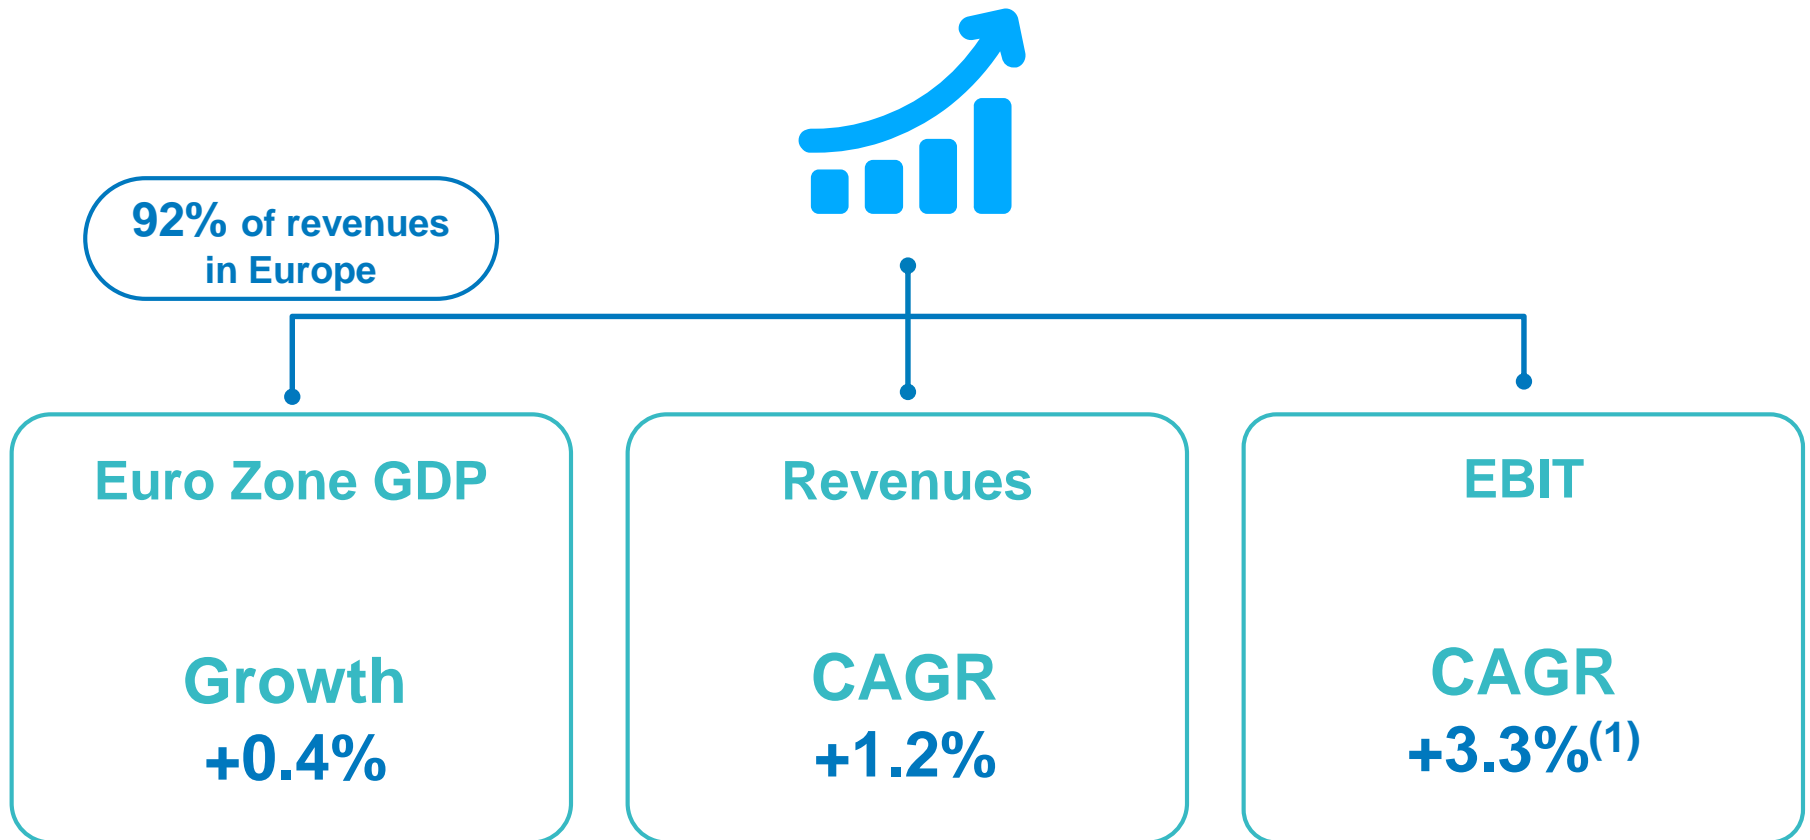 92% of revenues
in Europe
Euro Zone GDP
Growth
+0.4%
Revenues
CAGR
+1.2%
EBIT
CAGR
+3.3%(1)